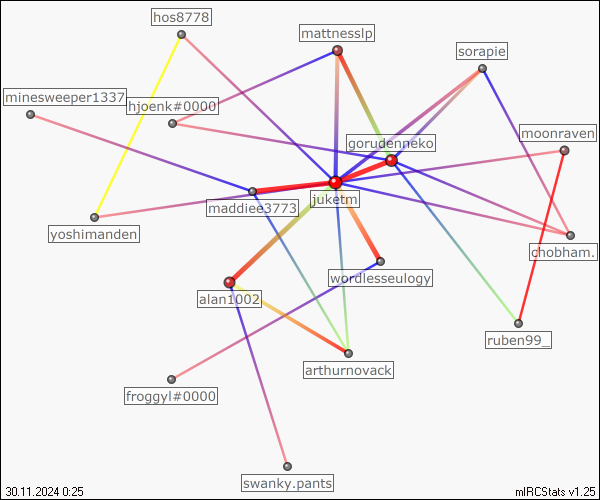 hos8778
mattnesslp
sorapie
minesweeper1337
hjoenk#0000
moonraven
gorudenneko
maddiee3773
juketm
yoshimanden
chobham.
wordlesseulogy
alan1002
ruben99_
arthurnovack
froggyl#0000
swanky.pants
30.11.2024 0:25
mIRCStats v1.25